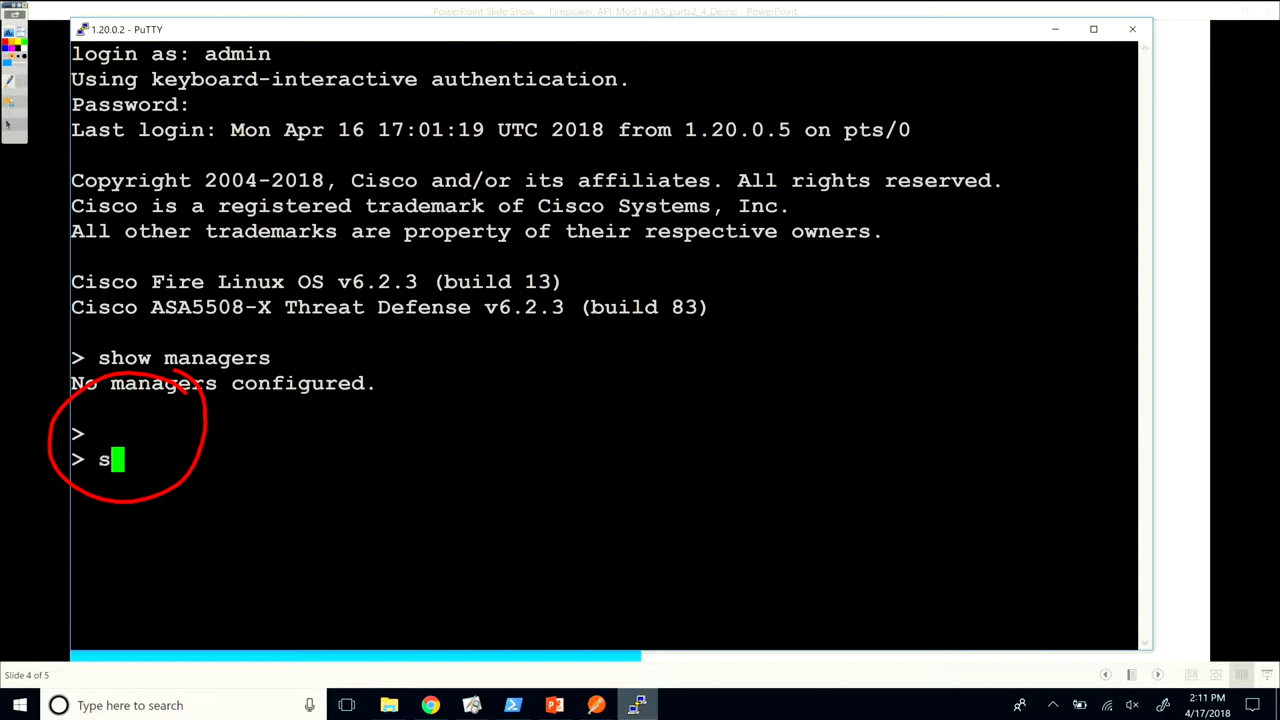 PowerPoint Slide Show - Firepower_API_Mod1a_IAS_parts2_4_Demo - PowerPoint
1.20.0.2 - PuTTY
login as: admin
Using keyboard-interactive authentication.
Password:
Last login: Mon Apr 16 17:01:19 UTC 2018 from 1.20.0.5 on pts/0
Copyright 2004-2018, Cisco and/or its affiliates. All rights reserved.
Cisco is a registered trademark of Cisco Systems, Inc.
All other trademarks are property of their respective owners.
Cisco Fire Linux OS v6.2.3 (build 13)
Cisco ASA5508-X Threat Defense v6.2.3 (build 83)
> show managers
No managers configured.
>
> s
Slide 4 of 5
Type here to search
2:11 PM
4/17/2018